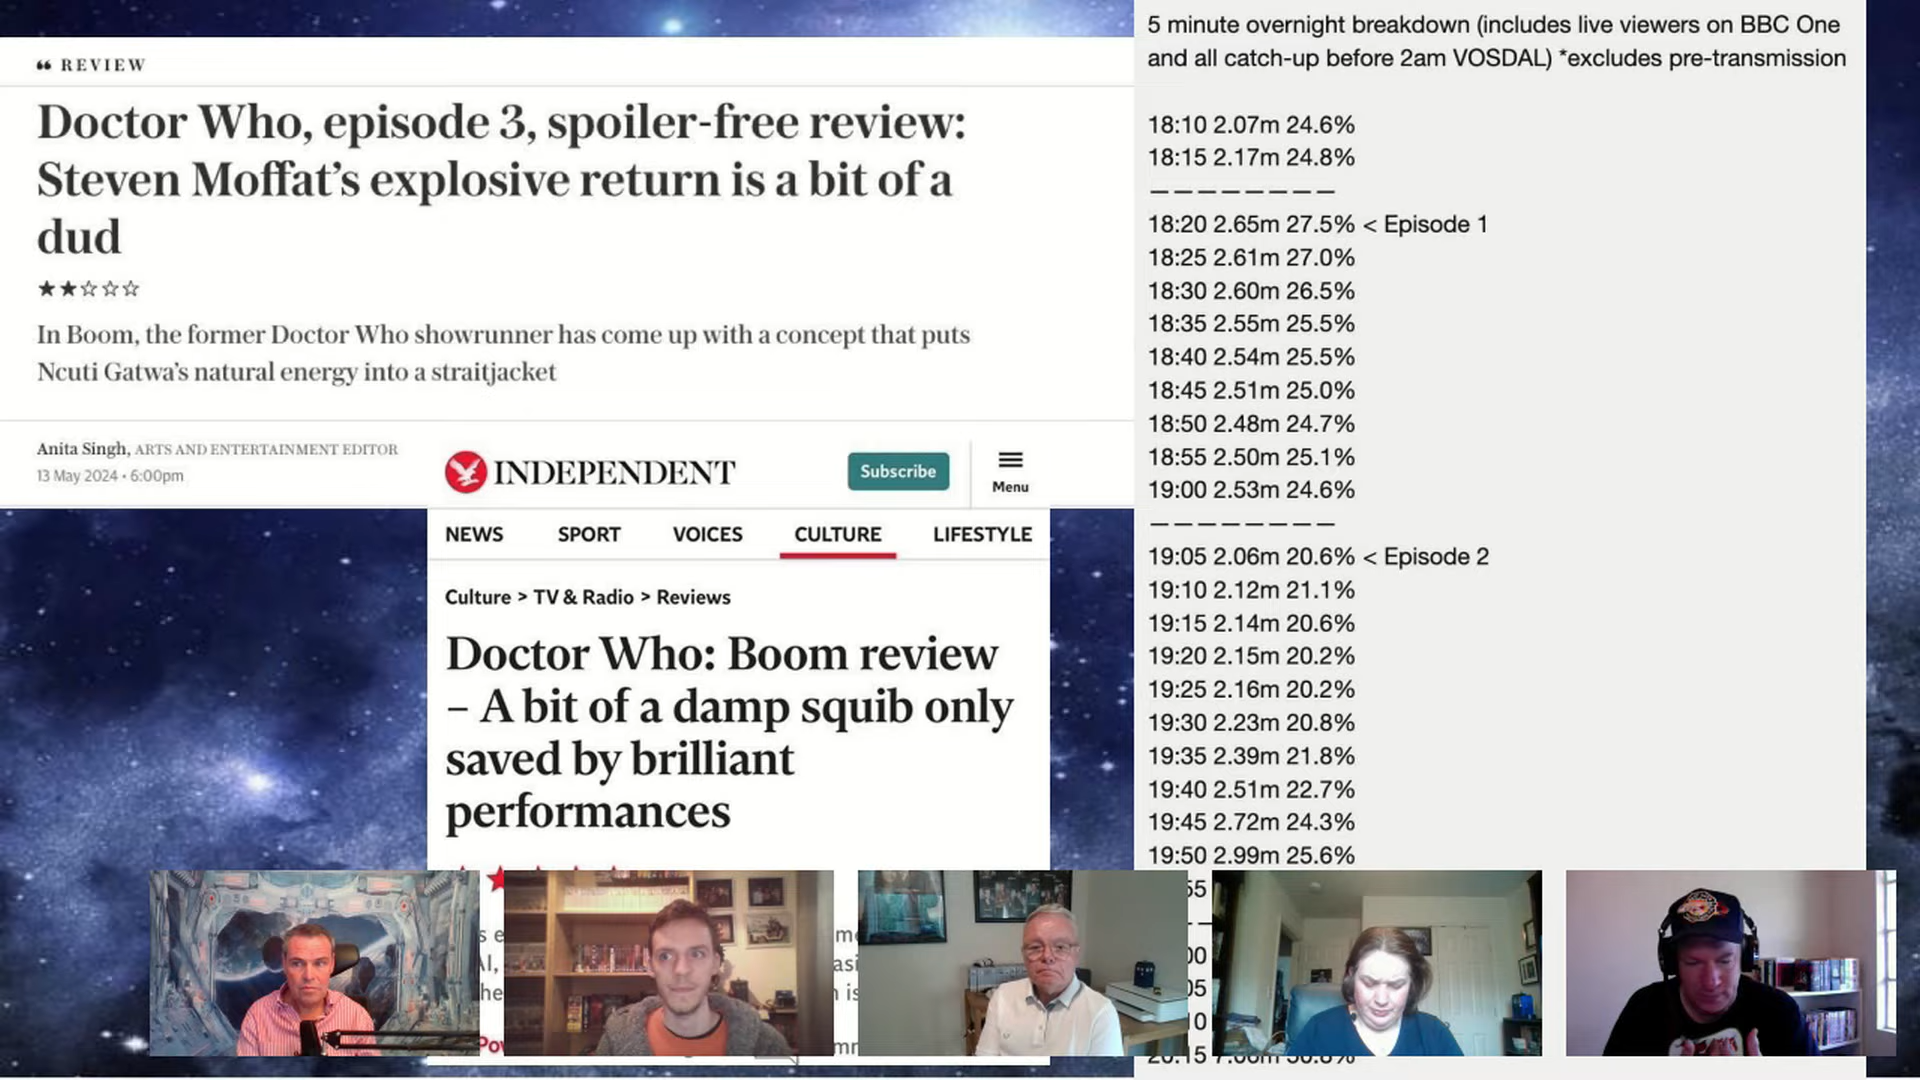 REVIEW
Doctor Who, episode 3, spoiler-free review:
Steven Moffat's explosive return is a bit of a
dud
★★☆☆☆
In Boom, the former Doctor Who showrunner has come up with a concept that puts
Ncuti Gatwa's natural energy into a straitjacket
Anita Singh, ARTS AND ENTERTAINMENT EDITOR
13 May 2024 • 6:00pm
INDEPENDENT
Subscribe
Menu
NEWS SPORT VOICES CULTURE LIFESTYLE
Culture > TV & Radio > Reviews
Doctor Who: Boom review
– A bit of a damp squib only
saved by brilliant
performances
5 minute overnight breakdown (includes live viewers on BBC One
and all catch-up before 2am VOSDAL) *excludes pre-transmission
18:10 2.07m 24.6%
18:15 2.17m 24.8%
————————
18:20 2.65m 27.5% < Episode 1
18:25 2.61m 27.0%
18:30 2.60m 26.5%
18:35 2.55m 25.5%
18:40 2.54m 25.5%
18:45 2.51m 25.0%
18:50 2.48m 24.7%
18:55 2.50m 25.1%
19:00 2.53m 24.6%
————————
19:05 2.06m 20.6% < Episode 2
19:10 2.12m 21.1%
19:15 2.14m 20.6%
19:20 2.15m 20.2%
19:25 2.16m 20.2%
19:30 2.23m 20.8%
19:35 2.39m 21.8%
19:40 2.51m 22.7%
19:45 2.72m 24.3%
19:50 2.99m 25.6%